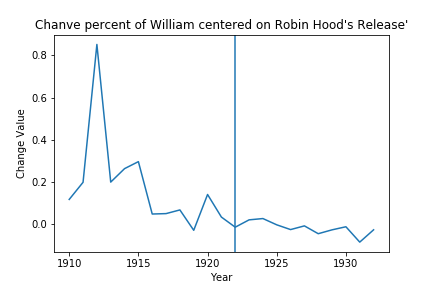 Chanve percent of William centered on Robin Hood's Release'
Change Value
0.8
0.6
0.4
0.2
0.0
1910 1915 1920 1925 1930
Year